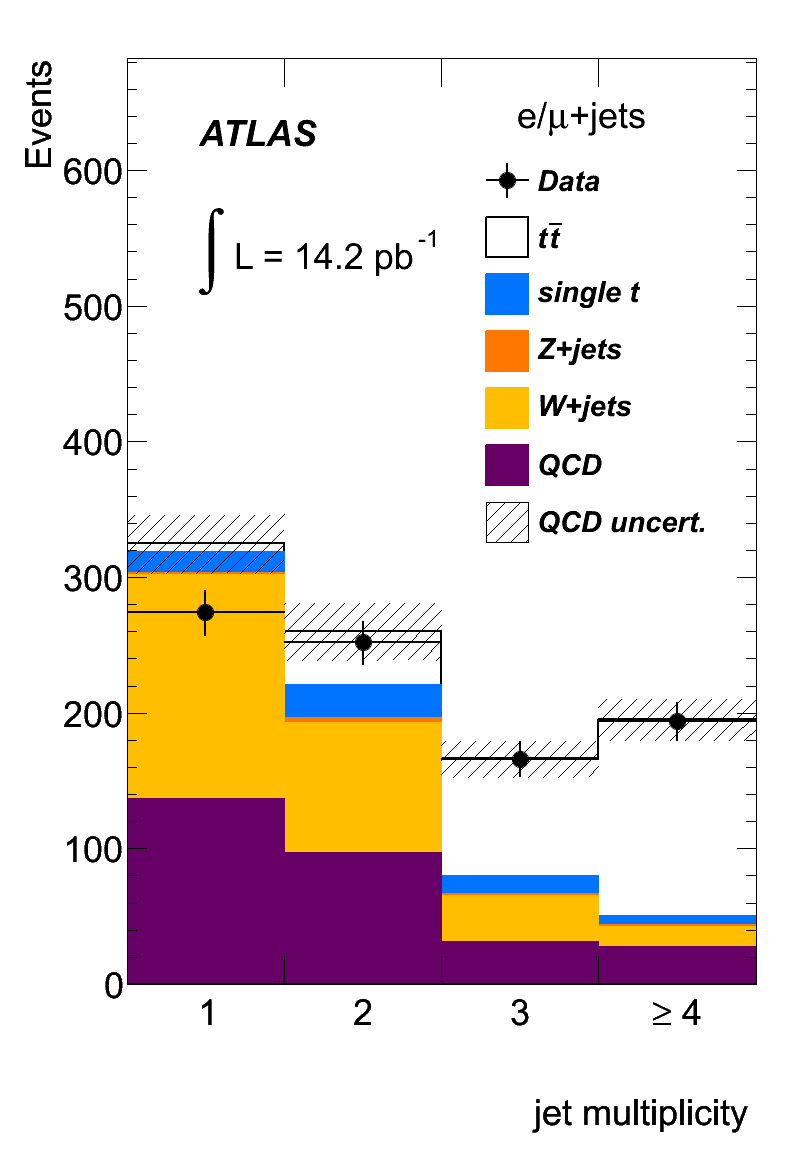 Events
600
500
400
300
200
100
0
ATLAS
∫ L = 14.2 pb⁻¹
e/μ+jets
Data
tt̄
single t
Z+jets
W+jets
QCD
QCD uncert.
1 2 3 ≥ 4
jet multiplicity